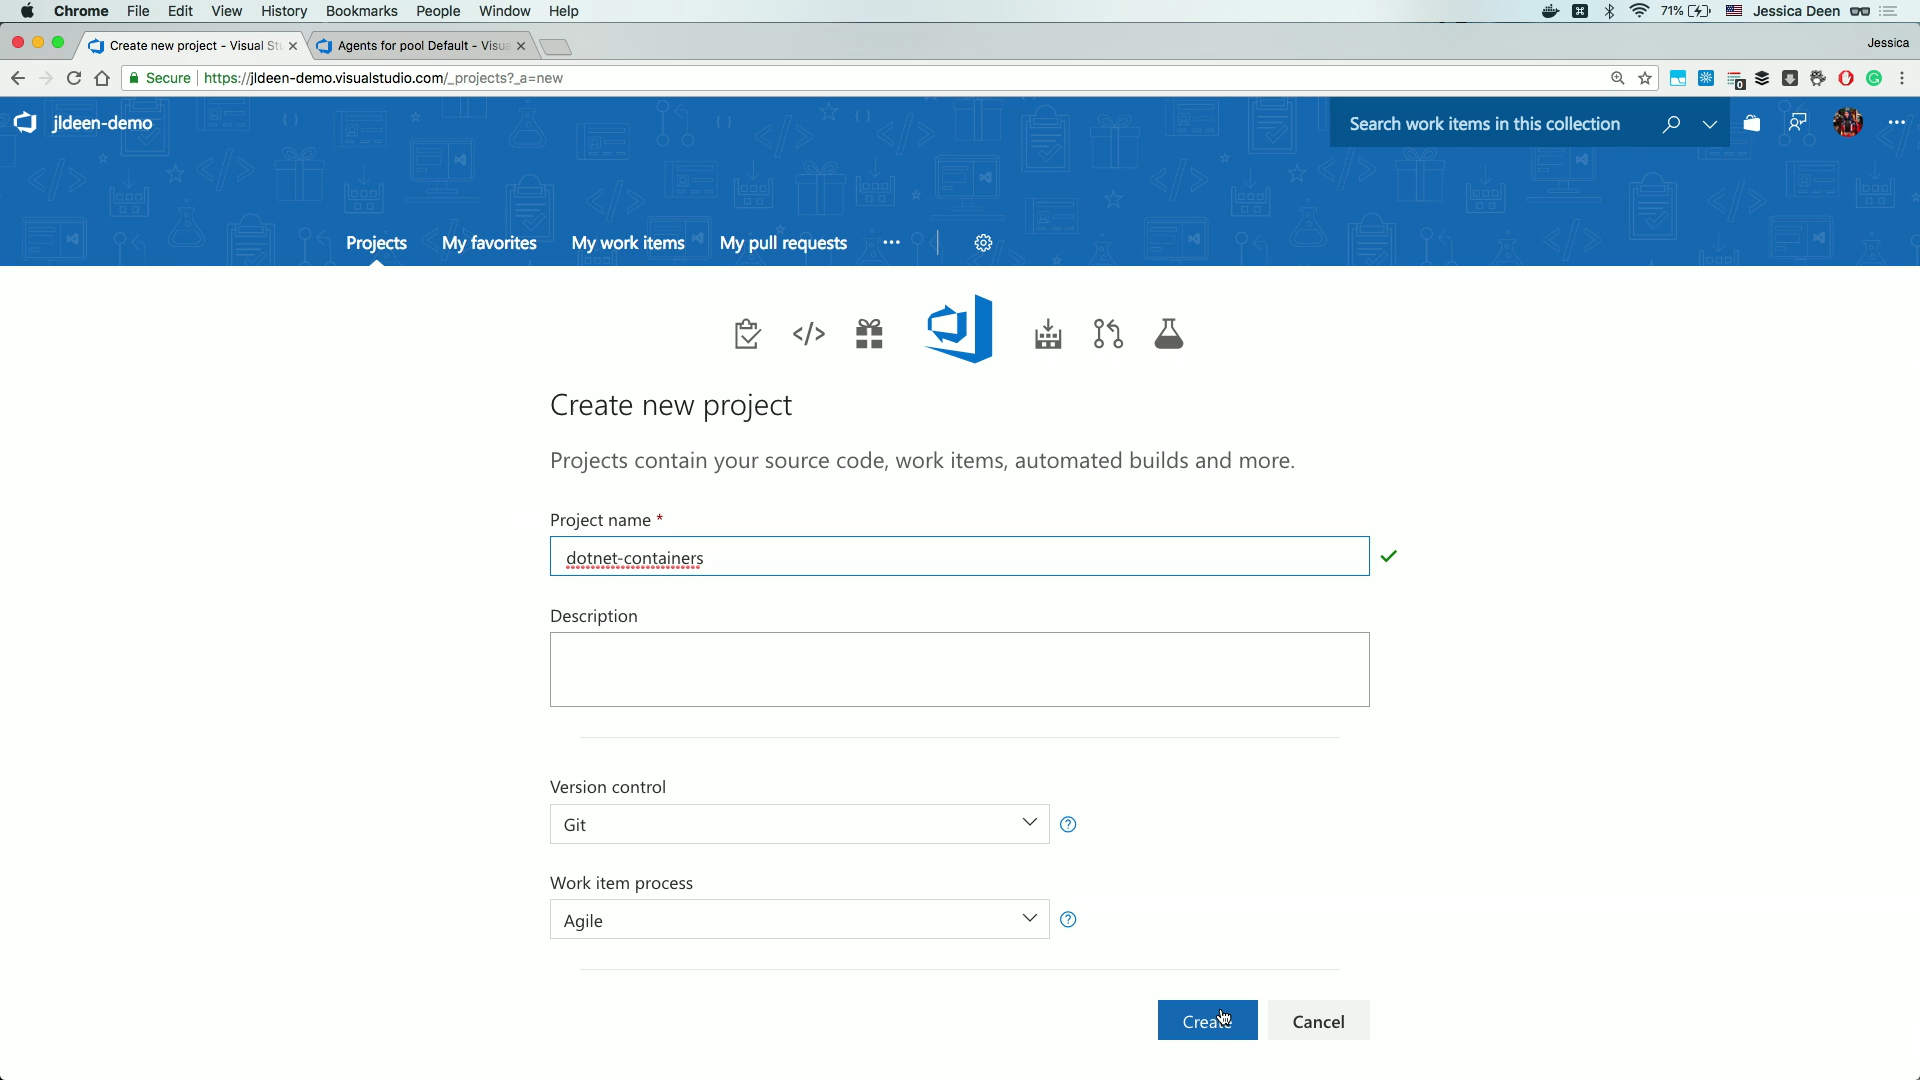 Chrome File Edit View History Bookmarks People Window Help 71% Jessica Deen
Create new project - Visual St Agents for pool Default - Visua Jessica
Secure https://jldeen-demo.visualstudio.com/_projects?_a=new 0
jldeen-demo Search work items in this collection
Projects My favorites My work items My pull requests
Create new project
Projects contain your source code, work items, automated builds and more.
Project name *
dotnet-containers
Description
Version control
Git
Work item process
Agile
Create Cancel